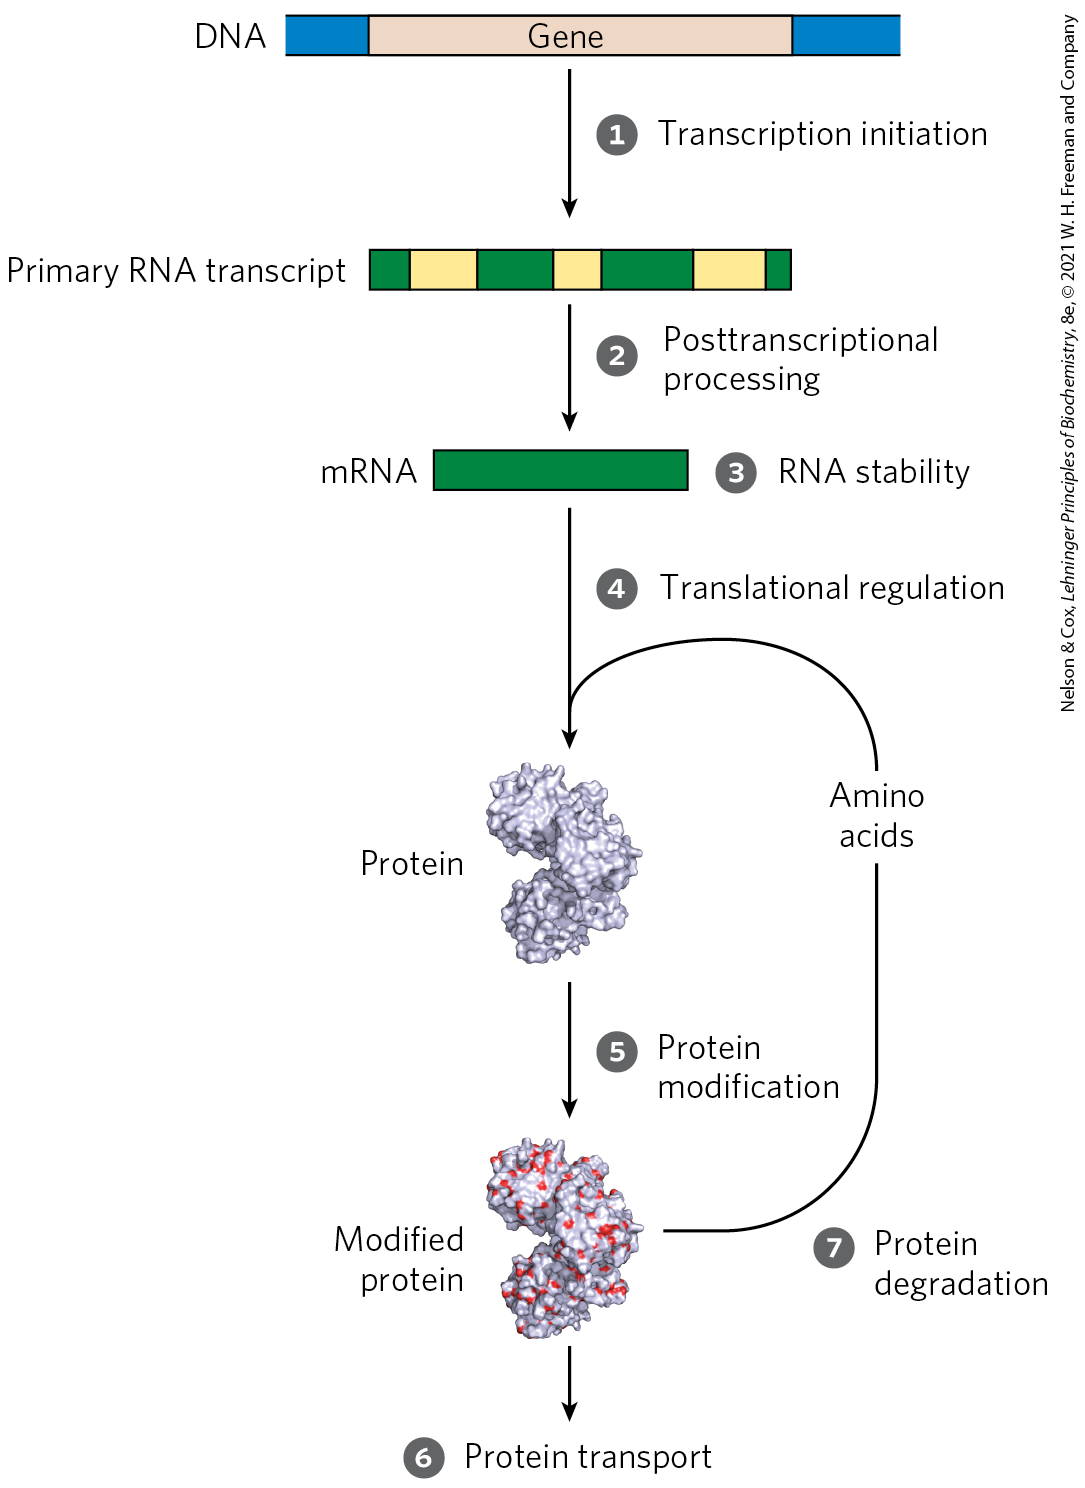 DNA
Gene
1 Transcription initiation
Primary RNA transcript
2 Posttranscriptional
processing
mRNA
3 RNA stability
4 Translational regulation
Amino
acids
Protein
5 Protein
modification
Modified
protein
7 Protein
degradation
6 Protein transport
Nelson & Cox, Lehninger Principles of Biochemistry, 8e, © 2021 W. H. Freeman and Company